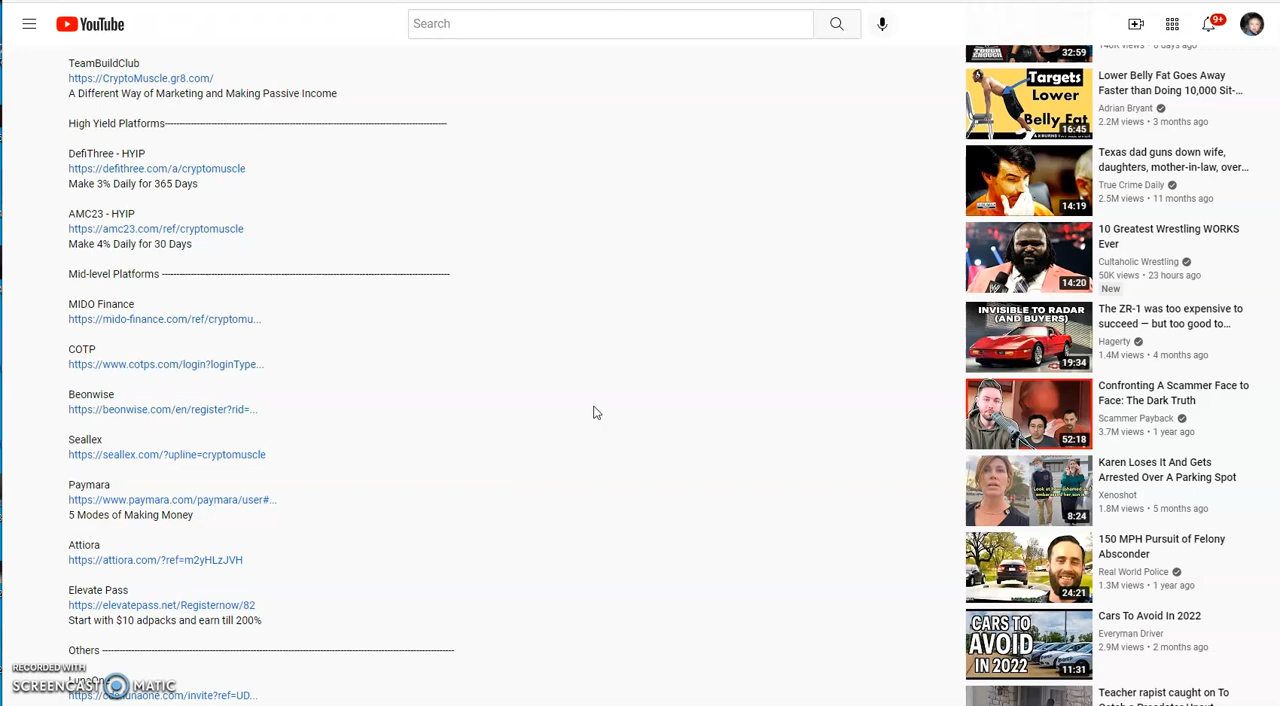 YouTube
Search
9+
TeamBuildClub
https://CryptoMuscle.gr8.com/
A Different Way of Marketing and Making Passive Income
High Yield Platforms--------------------------------------------------------------------------------
DefiThree - HYIP
https://defithree.com/a/cryptomuscle
Make 3% Daily for 365 Days
AMC23 - HYIP
https://amc23.com/ref/cryptomuscle
Make 4% Daily for 30 Days
Mid-level Platforms --------------------------------------------------------------------------------
MIDO Finance
https://mido-finance.com/ref/cryptomu...
COTP
https://www.cotps.com/login?loginType...
Beonwise
https://beonwise.com/en/register?rid=...
Seallex
https://seallex.com/?upline=cryptomuscle
Paymara
https://www.paymara.com/paymara/user#...
5 Modes of Making Money
Attiora
https://attiora.com/?ref=m2yHLzJVH
Elevate Pass
https://elevatepass.net/Registernow/82
Start with $10 adpacks and earn till 200%
Others --------------------------------------------------------------------------------
RECORDED WITH
SCREENCAST MATIC
TOUGH
ENOUGH
32:59
146K views • 8 days ago
Targets
Lower
Belly Fat
16:45
Lower Belly Fat Goes Away
Faster than Doing 10,000 Sit-...
Adrian Bryant
2.2M views • 3 months ago
14:19
Texas dad guns down wife,
daughters, mother-in-law, over...
True Crime Daily
2.5M views • 11 months ago
14:20
10 Greatest Wrestling WORKS
Ever
Cultaholic Wrestling
50K views • 23 hours ago
New
INVISIBLE TO RADAR
(AND BUYERS)
19:34
The ZR-1 was too expensive to
succeed — but too good to...
Hagerty
1.4M views • 4 months ago
52:18
Confronting A Scammer Face to
Face: The Dark Truth
Scammer Payback
3.7M views • 1 year ago
8:24
Karen Loses It And Gets
Arrested Over A Parking Spot
Xenoshot
1.8M views • 5 months ago
24:21
150 MPH Pursuit of Felony
Absconder
Real World Police
1.3M views • 1 year ago
CARS TO
AVOID
IN 2022
11:31
Cars To Avoid In 2022
Everyman Driver
2.9M views • 2 months ago
Teacher rapist caught on To